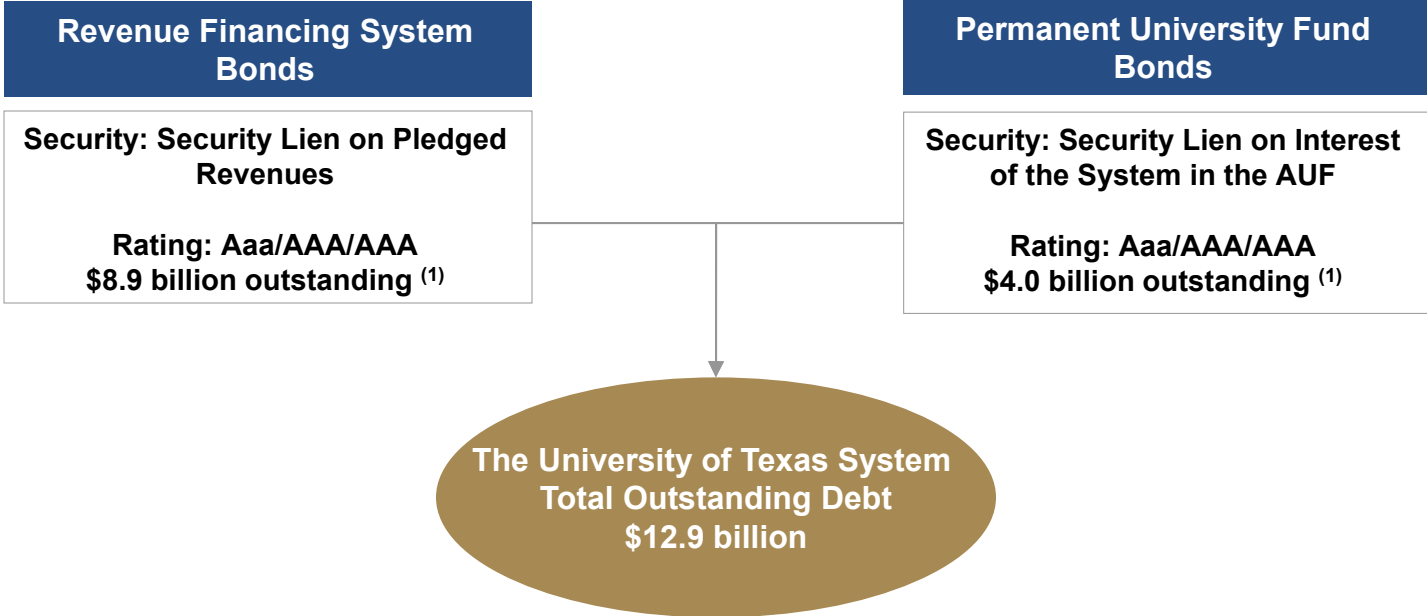 Revenue Financing System
Bonds
Security: Security Lien on Pledged
Revenues
Rating: Aaa/AAA/AAA
$8.9 billion outstanding (1)
Permanent University Fund
Bonds
Security: Security Lien on Interest
of the System in the AUF
Rating: Aaa/AAA/AAA
$4.0 billion outstanding (1)
The University of Texas System
Total Outstanding Debt
$12.9 billion